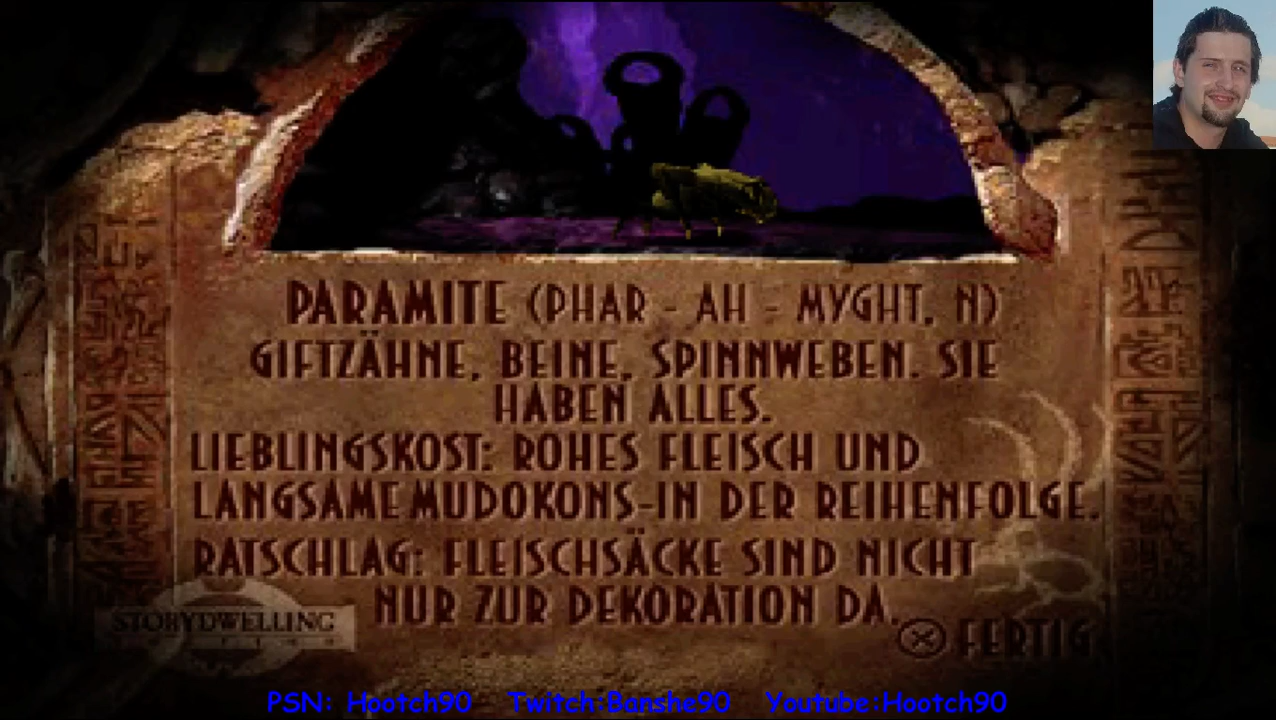 PARAMITE (PHAR - AH - MYGHT, N)
GIFTZÄHNE, BEINE, SPINNWEBEN. SIE
HABEN ALLES.
LIEBLINGSKOST: ROHES FLEISCH UND
LANGSAME MUDOKONS-IN DER REIHENFOLGE.
RATSCHLAG: FLEISCHSÄCKE SIND NICHT
NUR ZUR DEKORATION DA.
STORYDWELLING
FERTIG
PSN: Hootch90 Twitch:Banshe90 Youtube:Hootch90